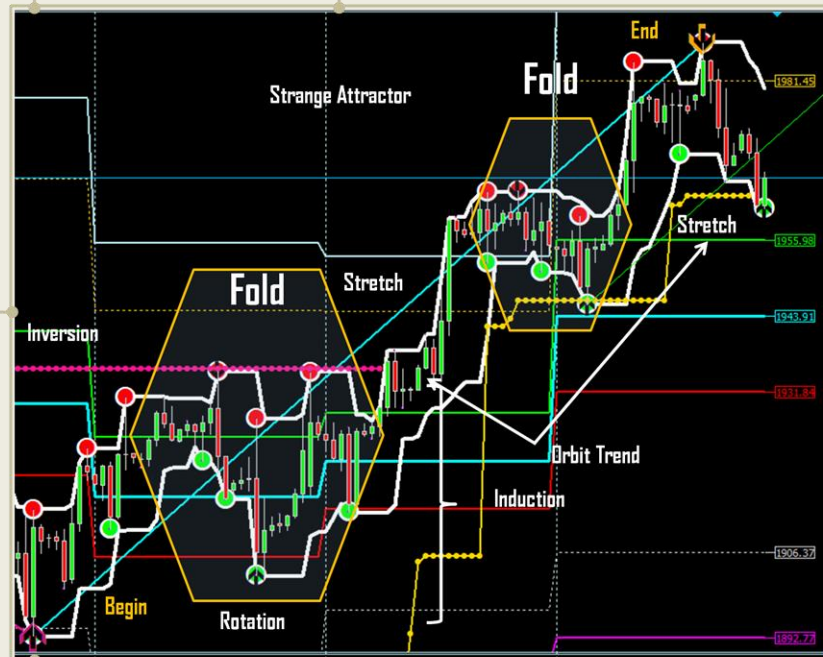 End
1981.45
Fold
Strange Attractor
Stretch
1955.98
Fold
Stretch
1943.91
Inversion
1931.84
Orbit Trend
Induction
1906.37
Begin
Rotation
1892.77